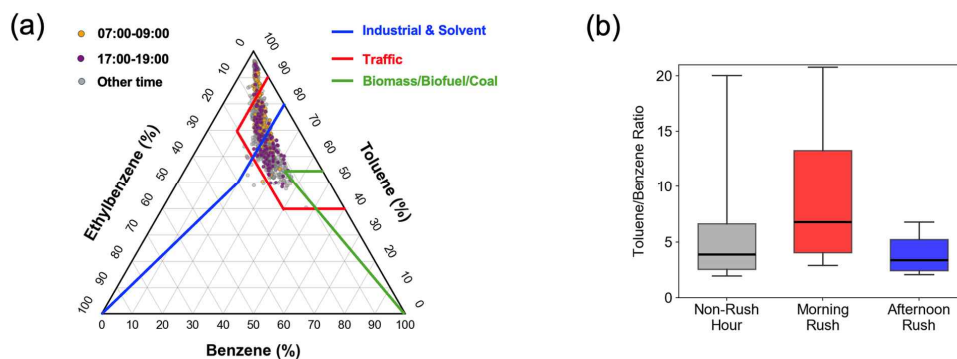 (a)
07:00-09:00
17:00-19:00
Other time
Industrial & Solvent
Traffic
Biomass/Biofuel/Coal
Ethylbenzene (%)
0
10
20
30
40
50
60
70
80
90
100
Toluene (%)
100
90
80
70
60
50
40
30
20
10
0
0 10 20 30 40 50 60 70 80 90 100
Benzene (%)
(b)
Toluene/Benzene Ratio
20
15
10
5
0
Non-Rush Morning Afternoon
Hour Rush Rush